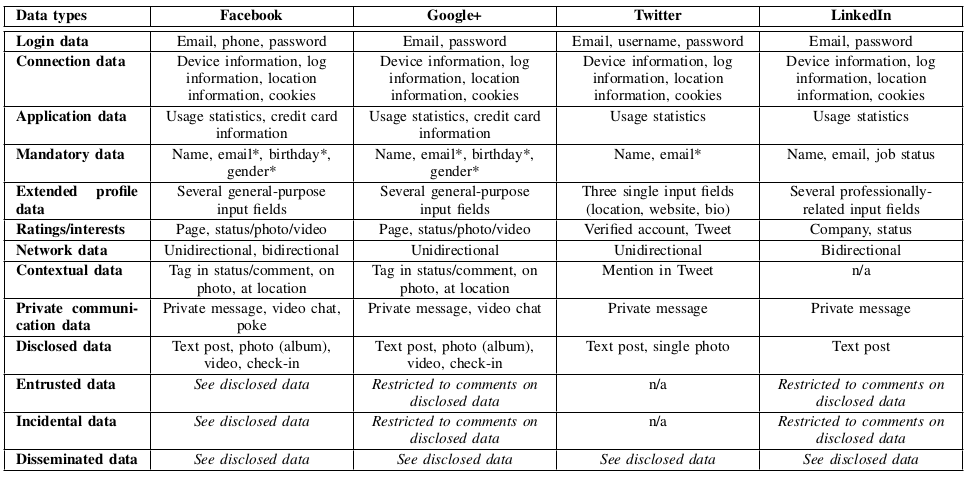 Data types Facebook Google+ Twitter LinkedIn
Login data Email, phone, password Email, password Email, username, password Email, password
Connection data Device information, log Device information, log Device information, log Device information, log
information, location information, location information, location information, location
information, cookies information, cookies information, cookies information, cookies
Application data Usage statistics, credit card Usage statistics, credit card Usage statistics Usage statistics
information information
Mandatory data Name, email*, birthday*, Name, email*, birthday*, Name, email* Name, email, job status
gender* gender*
Extended profile Several general-purpose Several general-purpose Three single input fields Several professionally-
data input fields input fields (location, website, bio) related input fields
Ratings/interests Page, status/photo/video Page, status/photo/video Verified account, Tweet Company, status
Network data Unidirectional, bidirectional Unidirectional Unidirectional Bidirectional
Contextual data Tag in status/comment, on Tag in status/comment, on Mention in Tweet n/a
photo, at location photo, at location
Private communi- Private message, video chat, Private message, video chat Private message Private message
cation data poke
Disclosed data Text post, photo (album), Text post, photo (album), Text post, single photo Text post
video, check-in video, check-in
Entrusted data See disclosed data Restricted to comments on n/a Restricted to comments on
disclosed data disclosed data
Incidental data See disclosed data Restricted to comments on n/a Restricted to comments on
disclosed data disclosed data
Disseminated data See disclosed data See disclosed data See disclosed data See disclosed data